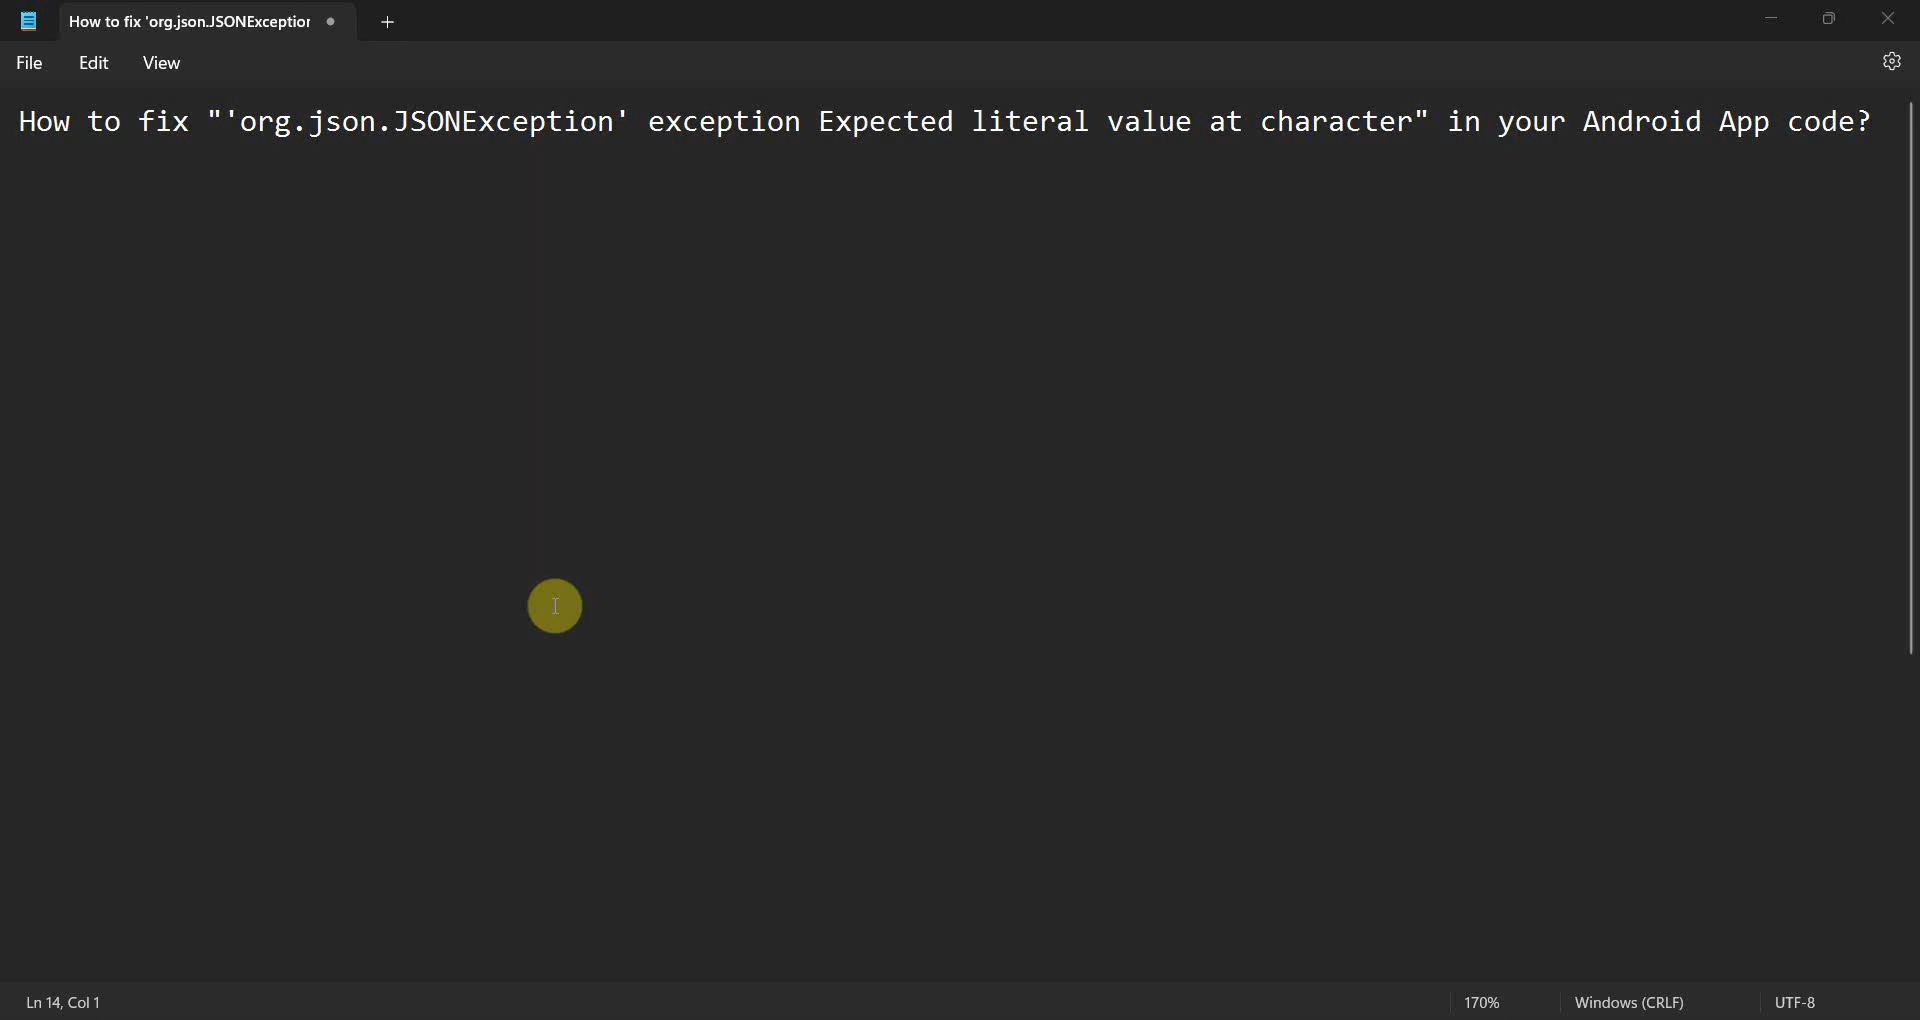 How to fix 'org.json.JSONException
File Edit View
How to fix "'org.json.JSONException' exception Expected literal value at character" in your Android App code?
Ln 14, Col 1 170% Windows (CRLF) UTF-8